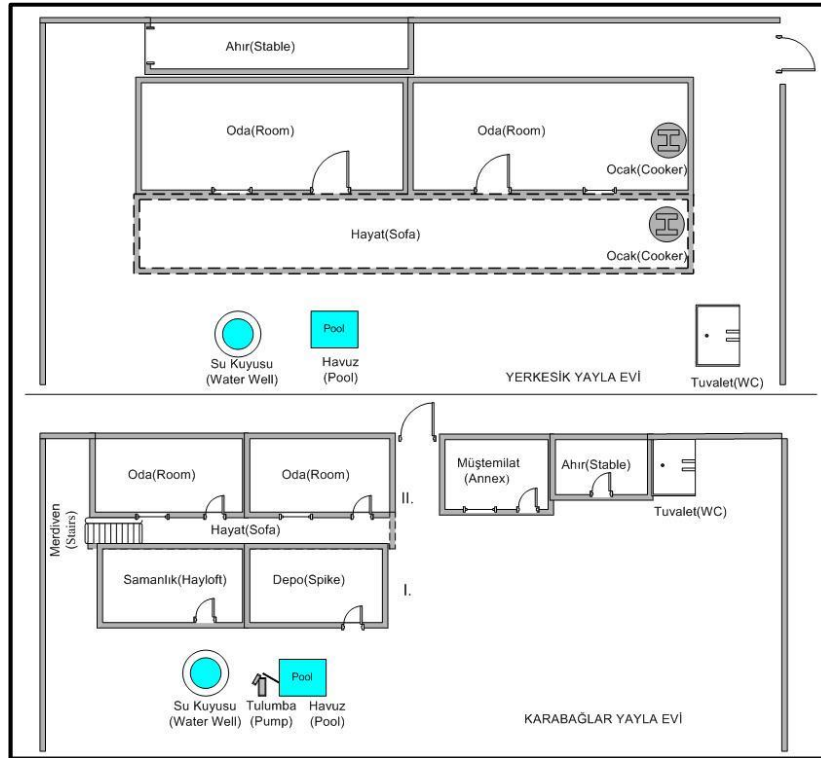 Ahır(Stable)
Oda(Room)
Oda(Room)
Ocak(Cooker)
Hayat(Sofa)
Ocak(Cooker)
Pool
Su Kuyusu
(Water Well)
Havuz
(Pool)
YERKESİK YAYLA EVİ
Tuvalet(WC)
Merdiven
(Stairs)
Oda(Room)
Oda(Room)
II.
Hayat(Sofa)
Müştemilat
(Annex)
Ahır(Stable)
Tuvalet(WC)
Samanlık(Hayloft)
Depo(Spike)
I.
Pool
Su Kuyusu
(Water Well)
Tulumba
(Pump)
Havuz
(Pool)
KARABAĞLAR YAYLA EVİ